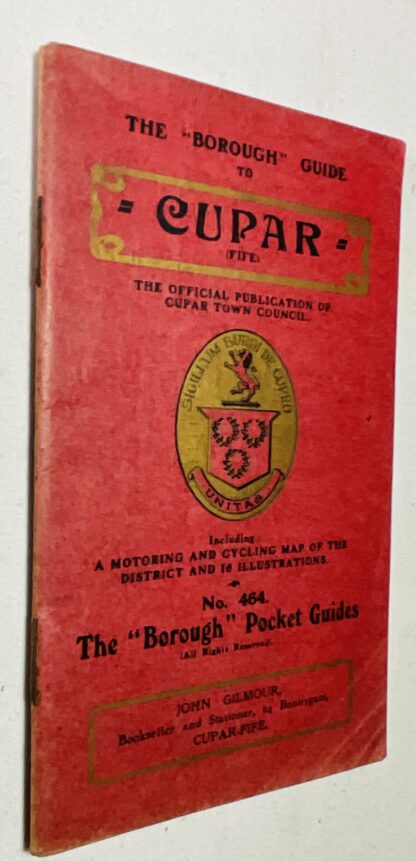 THE "BOROUGH" GUIDE
TO
= CUPAR =
(FIFE)
THE OFFICIAL PUBLICATION OF
CUPAR TOWN COUNCIL.
SIGILLUM BURGI DE CUPRO
UNITAS
Including:
A MOTORING AND CYCLING MAP OF THE
DISTRICT AND 16 ILLUSTRATIONS.
No. 464.
The "Borough" Pocket Guides
(All Rights Reserved).
JOHN GILMOUR,
Bookseller and Stationer, 24 Bonnygate,
CUPAR-FIFE.